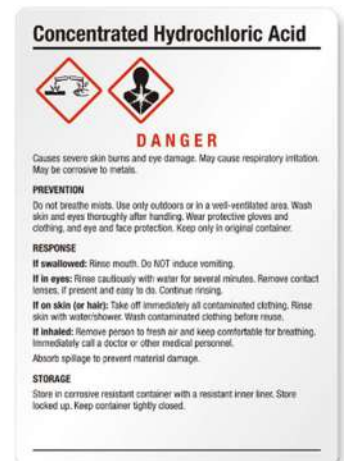 Concentrated Hydrochloric Acid
DANGER
Causes severe skin burns and eye damage. May cause respiratory irritation.
May be corrosive to metals.
PREVENTION
Do not breathe mists. Use only outdoors or in a well-ventilated area. Wash
skin and eyes thoroughly after handling. Wear protective gloves and
clothing, and eye and face protection. Keep only in original container.
RESPONSE
If swallowed: Rinse mouth. Do NOT induce vomiting.
If in eyes: Rinse cautiously with water for several minutes. Remove contact
lenses, if present and easy to do. Continue rinsing.
If on skin (or hair): Take off Immediately all contaminated clothing. Rinse
skin with water/shower. Wash contaminated clothing before reuse.
If inhaled: Remove person to fresh air and keep comfortable for breathing.
Immediately call a doctor or other medical personnel.
Absorb spillage to prevent material damage.
STORAGE
Store in corrosive resistant container with a resistant inner liner. Store
locked up. Keep container tightly closed.